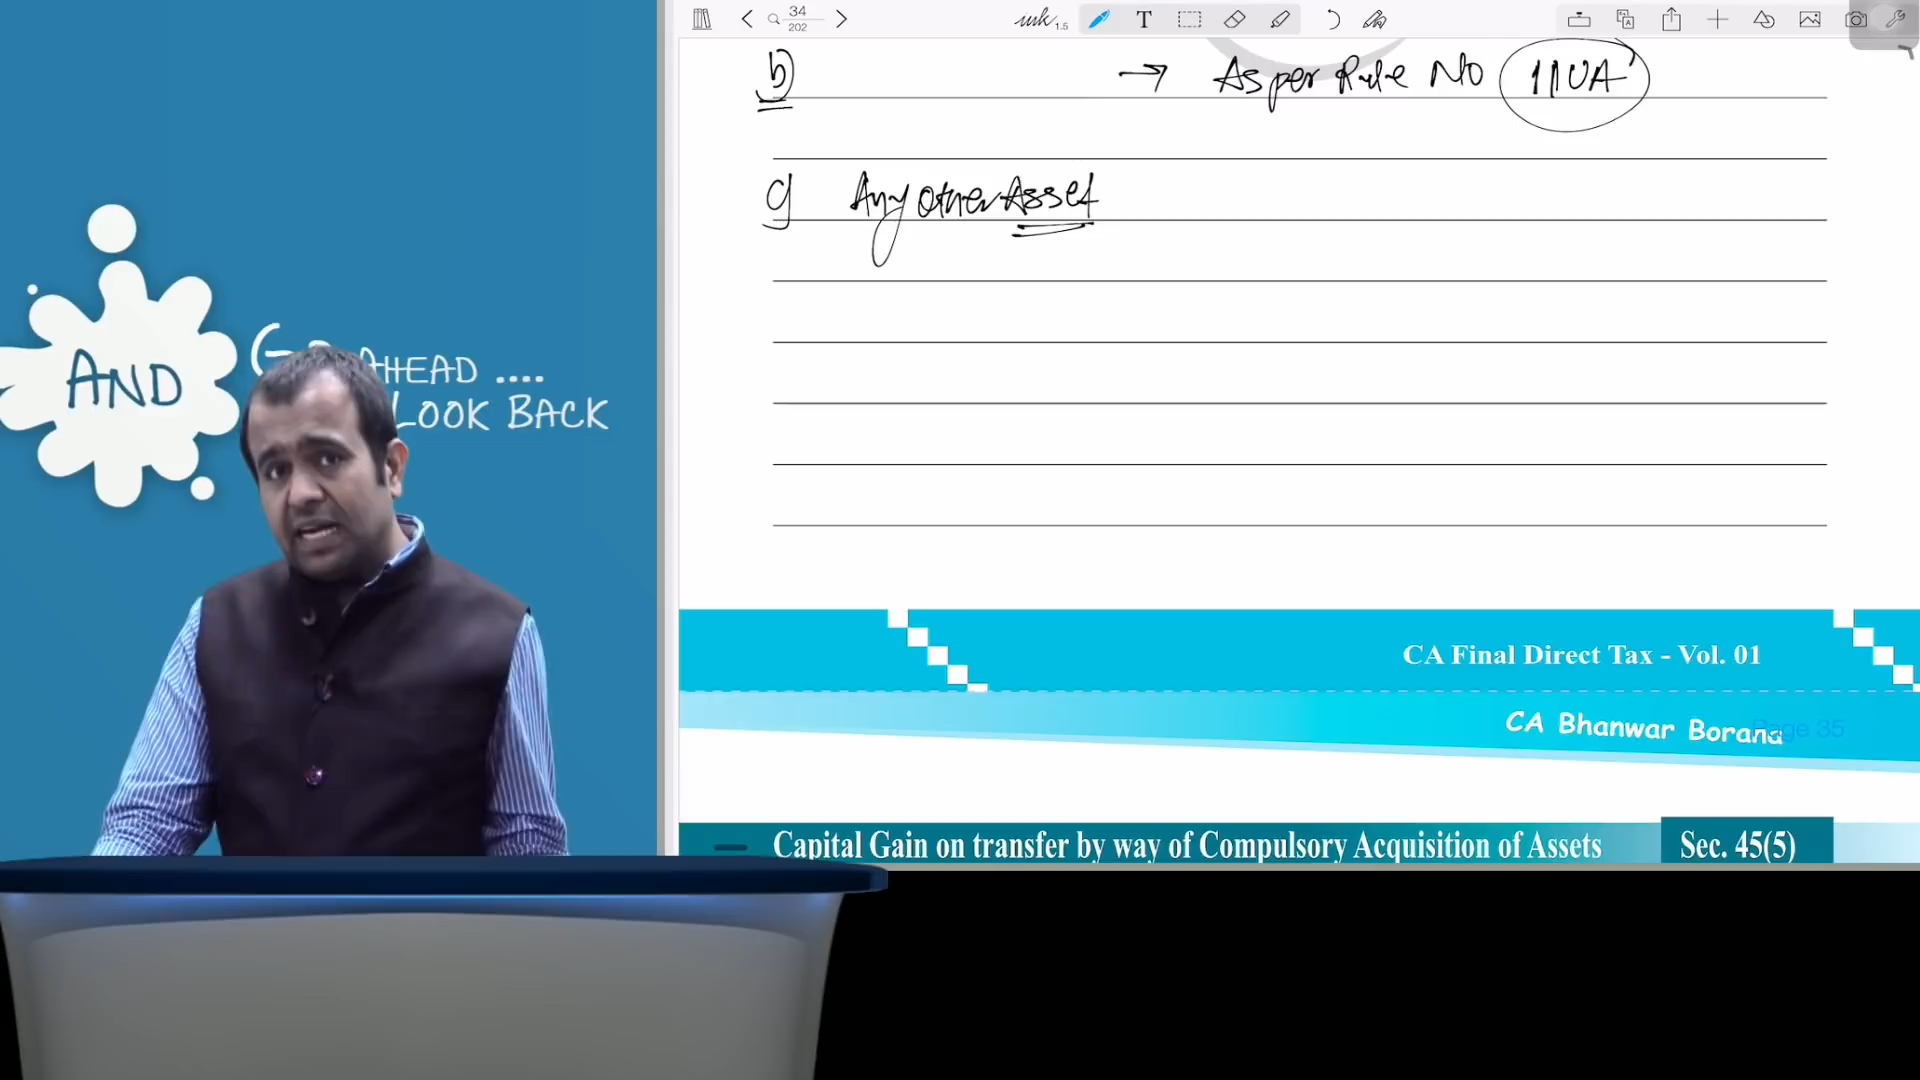 34
202
ink 1.5
T
b)
→ As per Rule No 11UA
c) Any other Asset
AND
AHEAD ....
LOOK BACK
CA Final Direct Tax - Vol. 01
CA Bhanwar Borana
Page 35
Capital Gain on transfer by way of Compulsory Acquisition of Assets
Sec. 45(5)